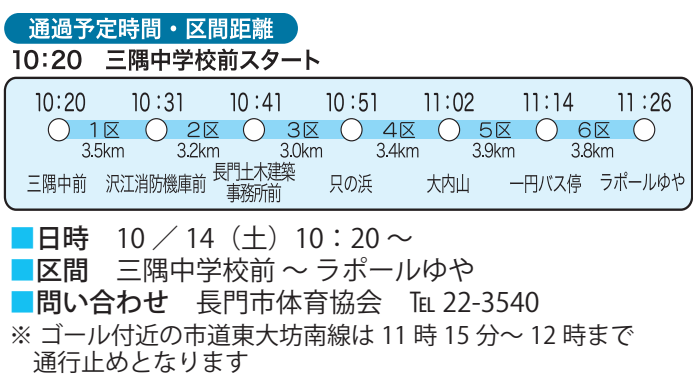 通過予定時間・区間距離
10:20　三隅中学校前スタート
10:20　10:31　10:41　10:51　11:02　11:14　11:26
1区　2区　3区　4区　5区　6区
3.5km　3.2km　3.0km　3.4km　3.9km　3.8km
三隅中前　沢江消防機庫前　長門土木建築　只の浜　大内山　一円バス停　ラポールゆや
事務所前
■日時　10 ／ 14（土）10：20 ～
■区間　三隅中学校前 ～ ラポールゆや
■問い合わせ　長門市体育協会　℡ 22-3540
※ ゴール付近の市道東大坊南線は 11 時 15 分～ 12 時まで
通行止めとなります